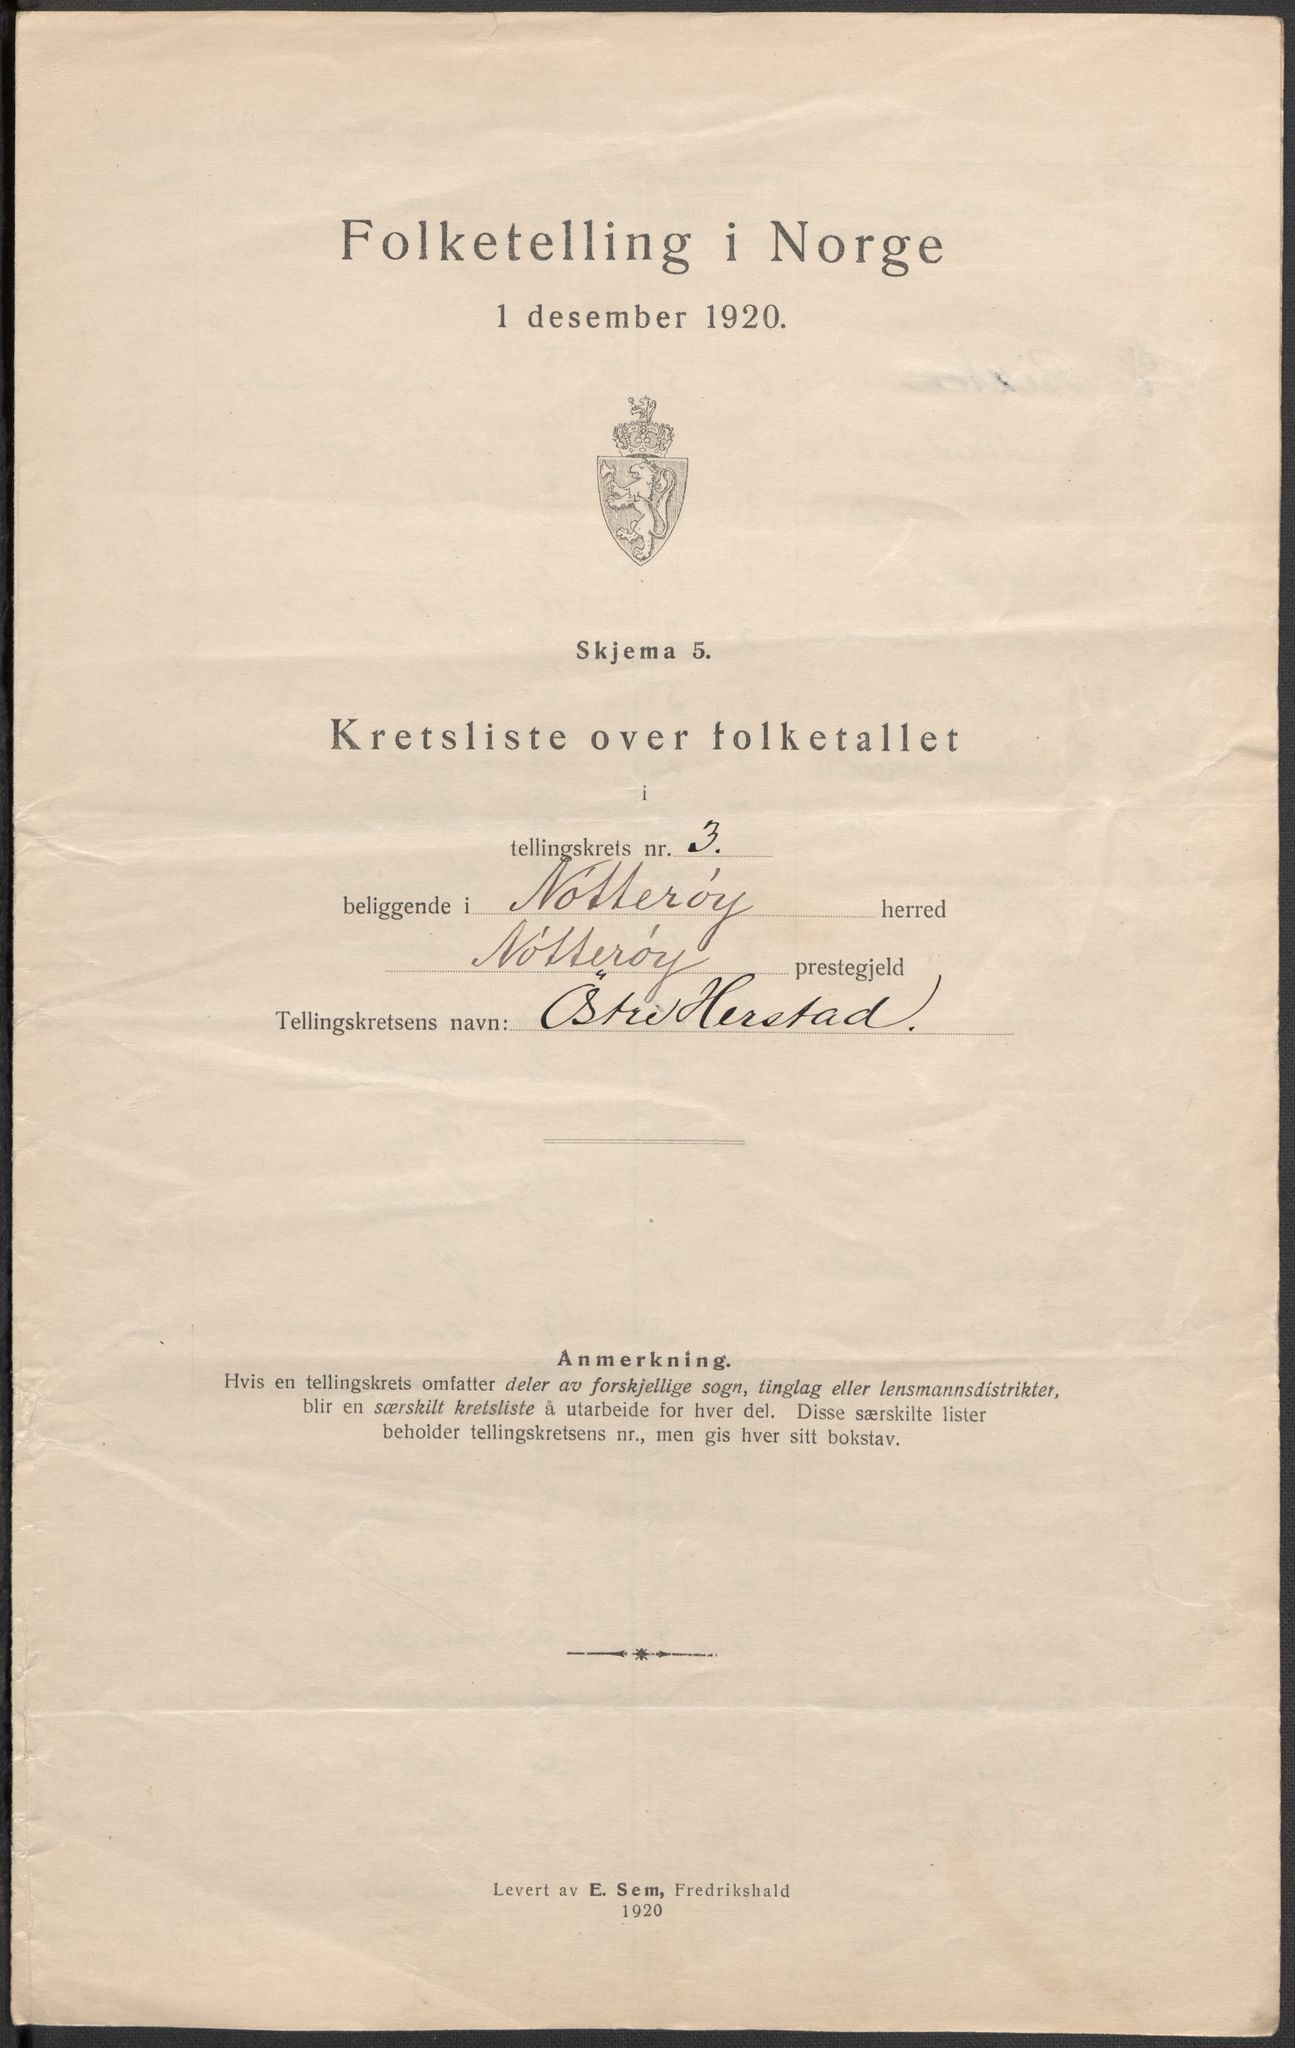 Folketelling i Norge
1 desember 1920.
Skjema 5.
Kretsliste over folketallet
i
tellingskrets nr. 3.
beliggende i Nøtterøy herred
Nøtterøy prestegjeld
Tellingskretsens navn: Østre Herstad.
Anmerkning.
Hvis en tellingskrets omfatter deler av forskjellige sogn, tinglag eller lensmannsdistrikter,
blir en særskilt kretsliste å utarbeide for hver del. Disse særskilte lister
beholder tellingskretsens nr., men gis hver sitt bokstav.
Levert av E. Sem, Fredrikshald
1920